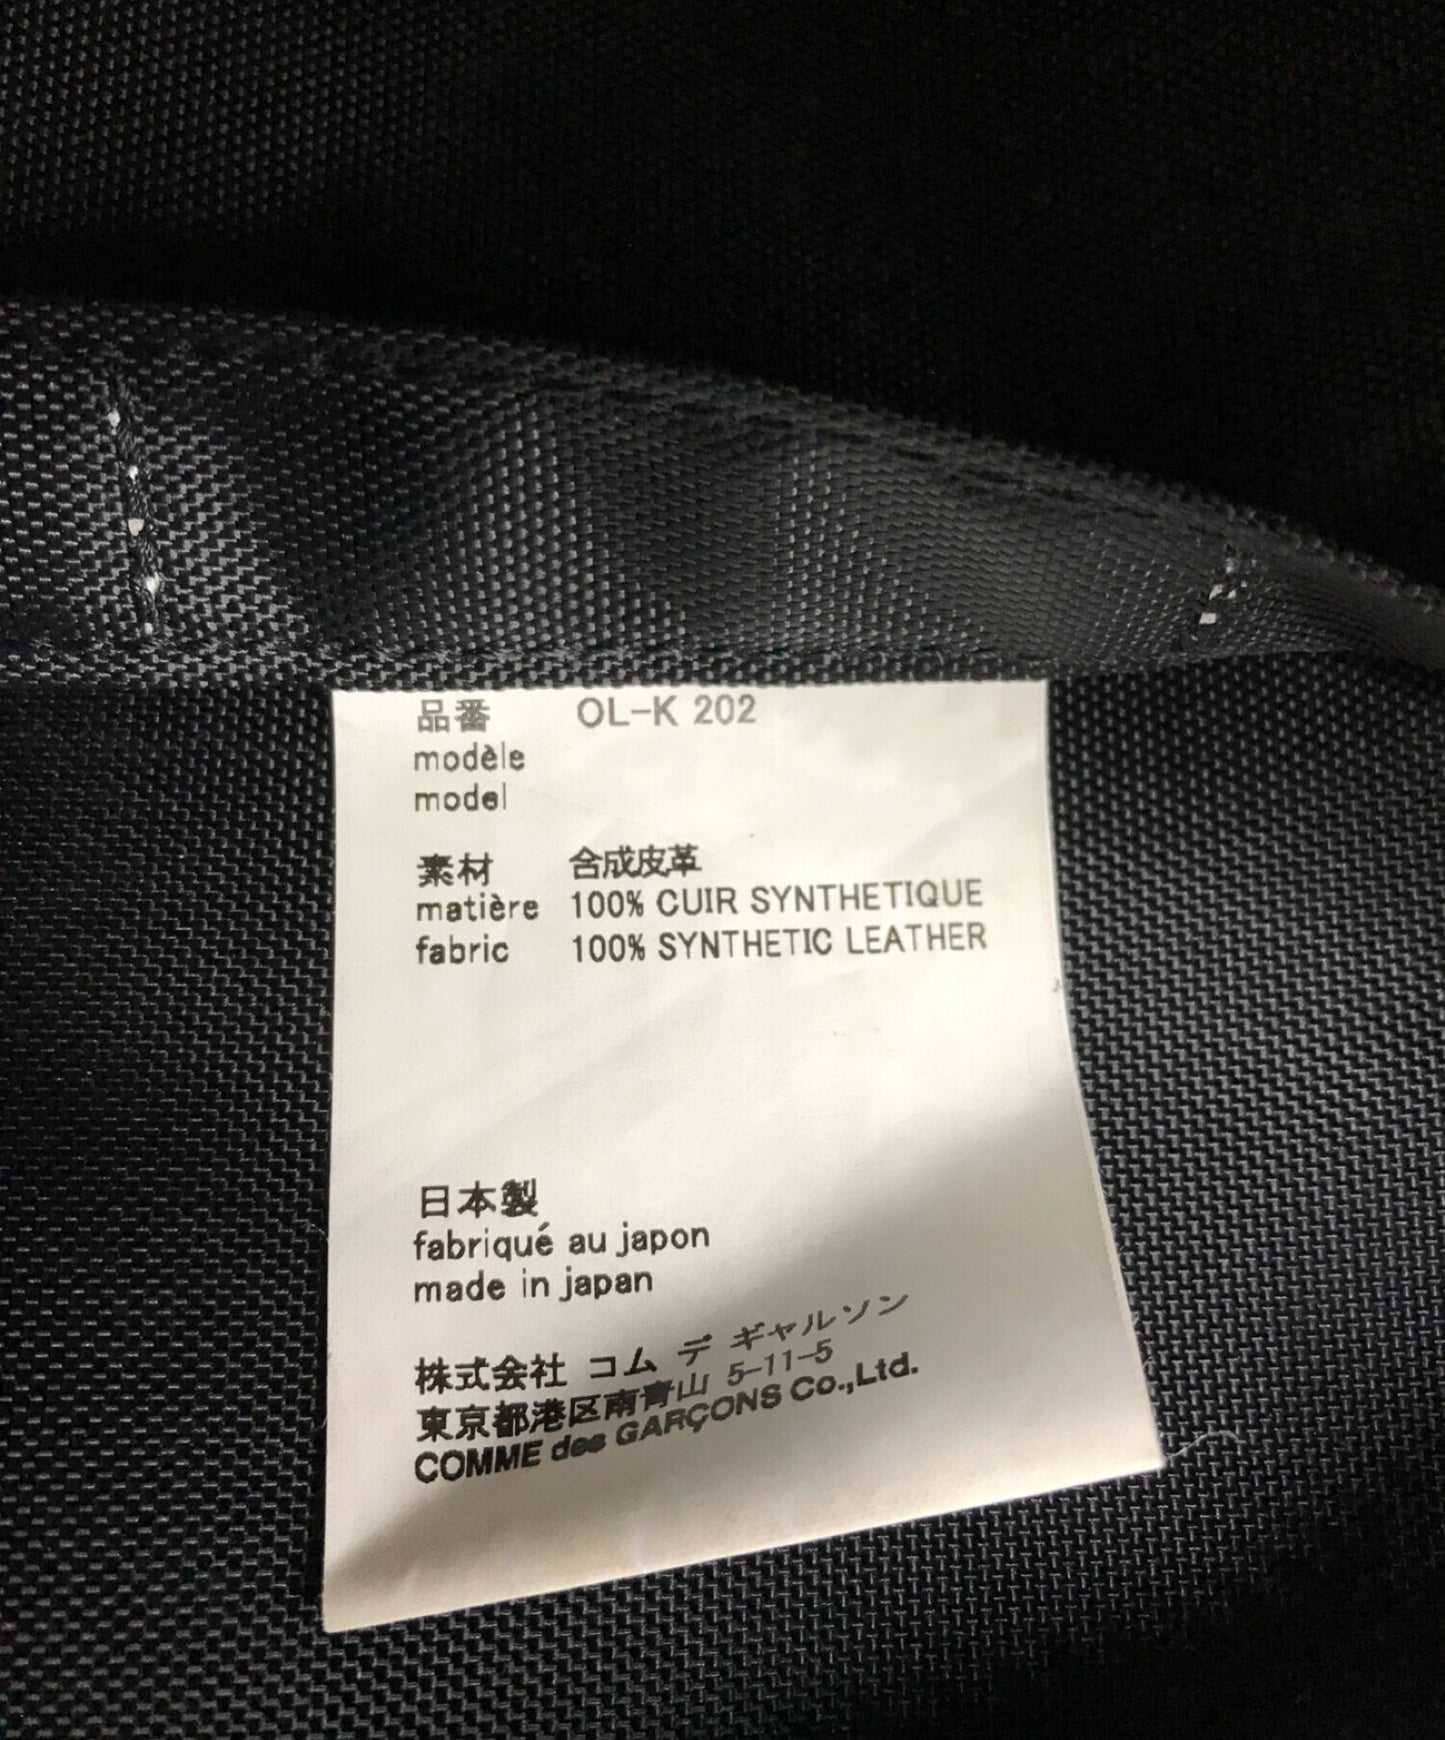 品番 OL-K 202
modèle
model
素材 合成皮革
matière 100% CUIR SYNTHETIQUE
fabric 100% SYNTHETIC LEATHER
日本製
fabriqué au japon
made in japan
株式会社 コム デ ギャルソン
東京都港区南青山 5-11-5
COMME des GARÇONS Co.,Ltd.